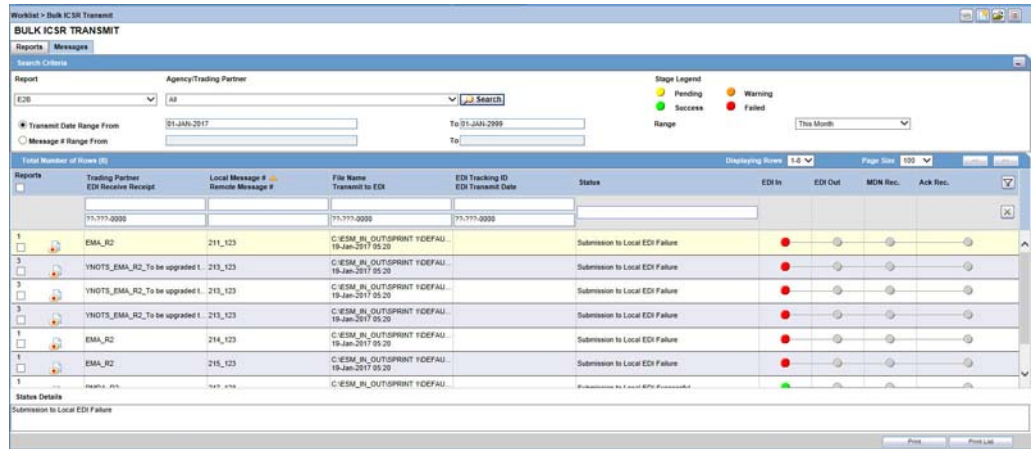 Worklist > Bulk ICSR Transmit
BULK ICSR TRANSMIT
Reports Messages
Search Criteria
Report Agency/Trading Partner Stage Legend
Pending Warning
E2B All Search
Success Failed
Transmit Date Range From 01-JAN-2017 To 01-JAN-2999 Range This Month
Message # Range From To
Total Number of Rows (8) Displaying Rows 1-8 Page Size 100
Reports Trading Partner Local Message # File Name EDI Tracking ID Status EDI In EDI Out MDN Rec. Ack Rec.
EDI Receive Receipt Remote Message # Transmit to EDI EDI Transmit Date
??-???-0000 ??-???-0000 ??-???-0000
1 EMA_R2 211_123 C:\ESM_IN_OUT\SPRINT 1\DEFAU... Submission to Local EDI Failure
19-Jan-2017 05:20
3 YNOTS_EMA_R2_To be upgraded t... 213_123 C:\ESM_IN_OUT\SPRINT 1\DEFAU... Submission to Local EDI Failure
19-Jan-2017 05:20
3 YNOTS_EMA_R2_To be upgraded t... 213_123 C:\ESM_IN_OUT\SPRINT 1\DEFAU... Submission to Local EDI Failure
19-Jan-2017 05:20
3 YNOTS_EMA_R2_To be upgraded t... 213_123 C:\ESM_IN_OUT\SPRINT 1\DEFAU... Submission to Local EDI Failure
19-Jan-2017 05:20
1 EMA_R2 214_123 C:\ESM_IN_OUT\SPRINT 1\DEFAU... Submission to Local EDI Failure
19-Jan-2017 05:20
1 EMA_R2 215_123 C:\ESM_IN_OUT\SPRINT 1\DEFAU... Submission to Local EDI Failure
19-Jan-2017 05:20
1 C:\ESM_IN_OUT\SPRINT 1\DEFAU... Submission to Local EDI Successful
Status Details
Submission to Local EDI Failure
Print Print List